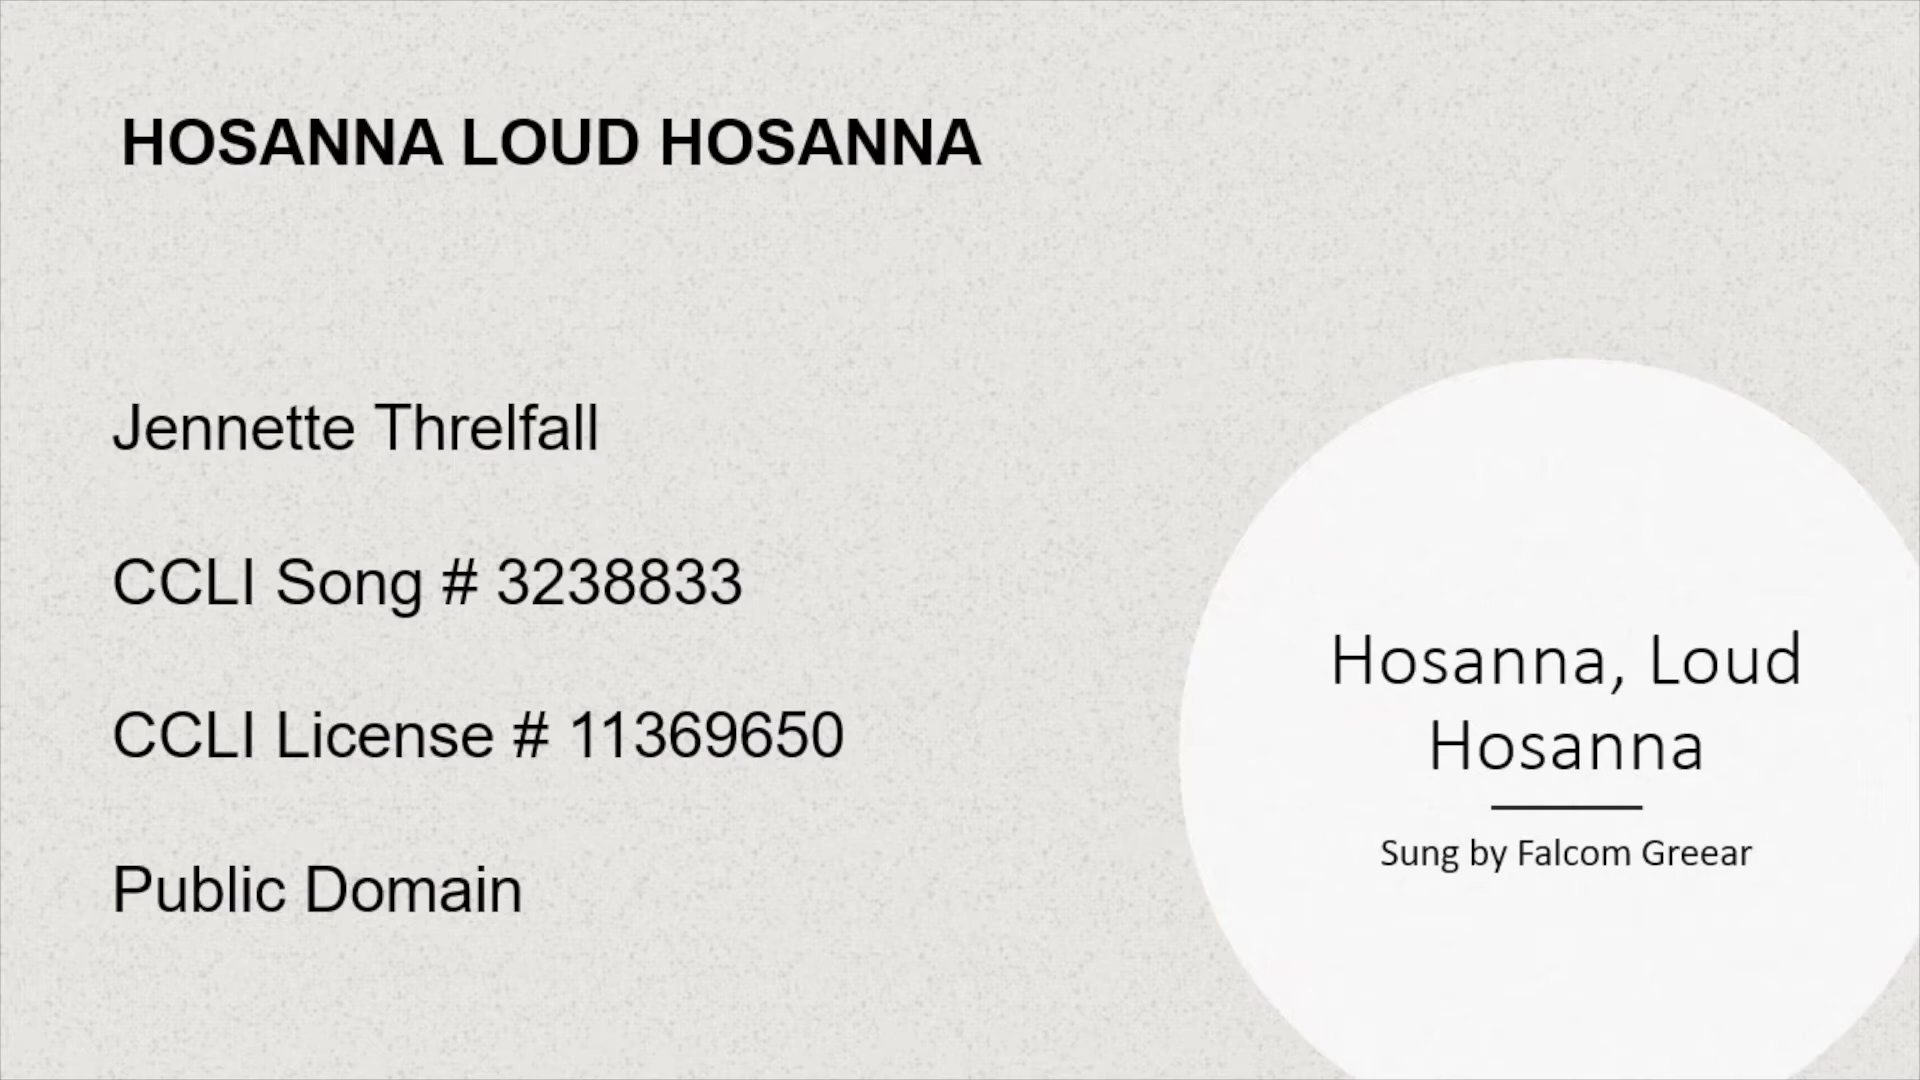 HOSANNA LOUD HOSANNA
Jennette Threlfall
CCLI Song # 3238833
CCLI License # 11369650
Public Domain
Hosanna, Loud
Hosanna
Sung by Falcom Greear